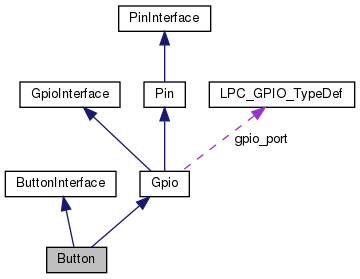 PinInterface
GpioInterface
Pin
LPC_GPIO_TypeDef
gpio_port
ButtonInterface
Gpio
Button